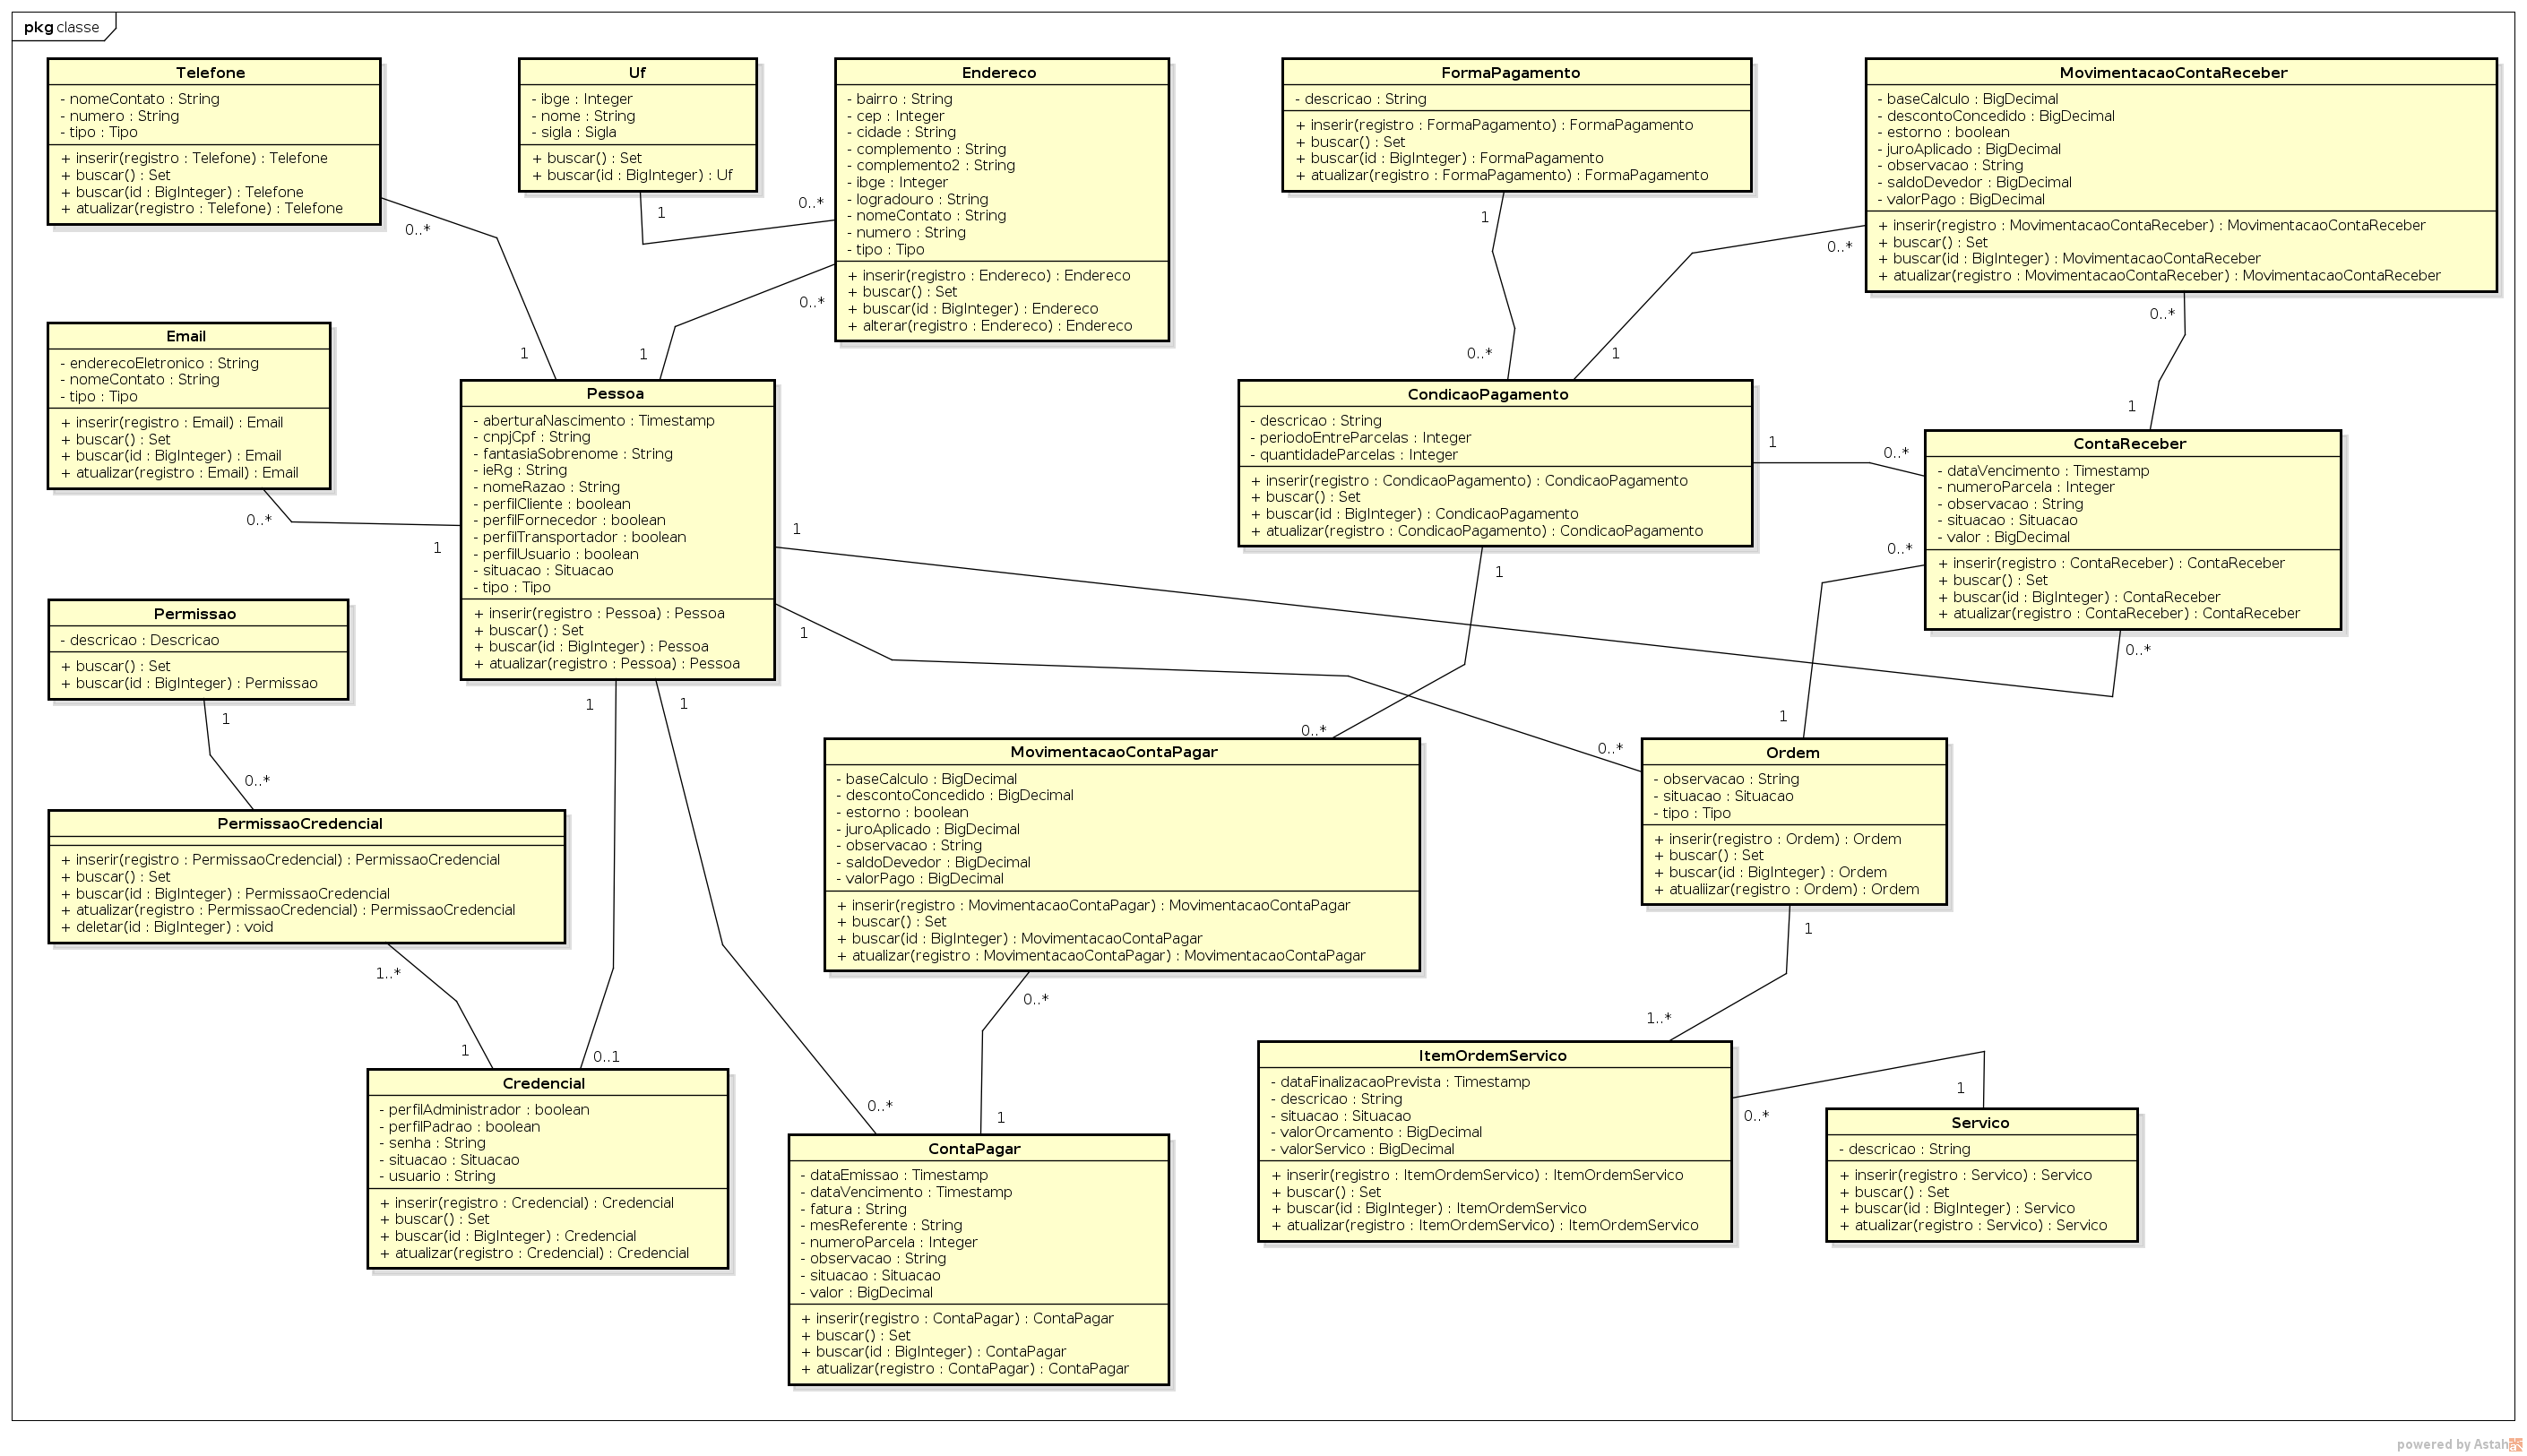 pkg classe
Telefone
- nomeContato : String
- numero : String
- tipo : Tipo
+ inserir(registro : Telefone) : Telefone
+ buscar() : Set
+ buscar(id : BigInteger) : Telefone
+ atualizar(registro : Telefone) : Telefone
0..*
1
Uf
- ibge : Integer
- nome : String
- sigla : Sigla
+ buscar() : Set
+ buscar(id : BigInteger) : Uf
1
0..*
Endereco
- bairro : String
- cep : Integer
- cidade : String
- complemento : String
- complemento2 : String
- ibge : Integer
- logradouro : String
- nomeContato : String
- numero : String
- tipo : Tipo
+ inserir(registro : Endereco) : Endereco
+ buscar() : Set
+ buscar(id : BigInteger) : Endereco
+ alterar(registro : Endereco) : Endereco
0..*
1
FormaPagamento
- descricao : String
+ inserir(registro : FormaPagamento) : FormaPagamento
+ buscar() : Set
+ buscar(id : BigInteger) : FormaPagamento
+ atualizar(registro : FormaPagamento) : FormaPagamento
1
0..*
MovimentacaoContaReceber
- baseCalculo : BigDecimal
- descontoConcedido : BigDecimal
- estorno : boolean
- juroAplicado : BigDecimal
- observacao : String
- saldoDevedor : BigDecimal
- valorPago : BigDecimal
+ inserir(registro : MovimentacaoContaReceber) : MovimentacaoContaReceber
+ buscar() : Set
+ buscar(id : BigInteger) : MovimentacaoContaReceber
+ atualizar(registro : MovimentacaoContaReceber) : MovimentacaoContaReceber
0..*
1
0..*
1
Email
- enderecoEletronico : String
- nomeContato : String
- tipo : Tipo
+ inserir(registro : Email) : Email
+ buscar() : Set
+ buscar(id : BigInteger) : Email
+ atualizar(registro : Email) : Email
0..*
1
Pessoa
- aberturaNascimento : Timestamp
- cnpjCpf : String
- fantasiaSobrenome : String
- ieRg : String
- nomeRazao : String
- perfilCliente : boolean
- perfilFornecedor : boolean
- perfilTransportador : boolean
- perfilUsuario : boolean
- situacao : Situacao
- tipo : Tipo
+ inserir(registro : Pessoa) : Pessoa
+ buscar() : Set
+ buscar(id : BigInteger) : Pessoa
+ atualizar(registro : Pessoa) : Pessoa
1
1
1
1
CondicaoPagamento
- descricao : String
- periodoEntreParcelas : Integer
- quantidadeParcelas : Integer
+ inserir(registro : CondicaoPagamento) : CondicaoPagamento
+ buscar() : Set
+ buscar(id : BigInteger) : CondicaoPagamento
+ atualizar(registro : CondicaoPagamento) : CondicaoPagamento
1
0..*
1
0..*
ContaReceber
- dataVencimento : Timestamp
- numeroParcela : Integer
- observacao : String
- situacao : Situacao
- valor : BigDecimal
+ inserir(registro : ContaReceber) : ContaReceber
+ buscar() : Set
+ buscar(id : BigInteger) : ContaReceber
+ atualizar(registro : ContaReceber) : ContaReceber
0..*
0..*
1
Permissao
- descricao : Descricao
+ buscar() : Set
+ buscar(id : BigInteger) : Permissao
1
0..*
PermissaoCredencial
+ inserir(registro : PermissaoCredencial) : PermissaoCredencial
+ buscar() : Set
+ buscar(id : BigInteger) : PermissaoCredencial
+ atualizar(registro : PermissaoCredencial) : PermissaoCredencial
+ deletar(id : BigInteger) : void
1..*
1
0..1
MovimentacaoContaPagar
- baseCalculo : BigDecimal
- descontoConcedido : BigDecimal
- estorno : boolean
- juroAplicado : BigDecimal
- observacao : String
- saldoDevedor : BigDecimal
- valorPago : BigDecimal
+ inserir(registro : MovimentacaoContaPagar) : MovimentacaoContaPagar
+ buscar() : Set
+ buscar(id : BigInteger) : MovimentacaoContaPagar
+ atualizar(registro : MovimentacaoContaPagar) : MovimentacaoContaPagar
0..*
1
0..*
Ordem
- observacao : String
- situacao : Situacao
- tipo : Tipo
+ inserir(registro : Ordem) : Ordem
+ buscar() : Set
+ buscar(id : BigInteger) : Ordem
+ atualiizar(registro : Ordem) : Ordem
0..*
1
1..*
Credencial
- perfilAdministrador : boolean
- perfilPadrao : boolean
- senha : String
- situacao : Situacao
- usuario : String
+ inserir(registro : Credencial) : Credencial
+ buscar() : Set
+ buscar(id : BigInteger) : Credencial
+ atualizar(registro : Credencial) : Credencial
ContaPagar
- dataEmissao : Timestamp
- dataVencimento : Timestamp
- fatura : String
- mesReferente : String
- numeroParcela : Integer
- observacao : String
- situacao : Situacao
- valor : BigDecimal
+ inserir(registro : ContaPagar) : ContaPagar
+ buscar() : Set
+ buscar(id : BigInteger) : ContaPagar
+ atualizar(registro : ContaPagar) : ContaPagar
ItemOrdemServico
- dataFinalizacaoPrevista : Timestamp
- descricao : String
- situacao : Situacao
- valorOrcamento : BigDecimal
- valorServico : BigDecimal
+ inserir(registro : ItemOrdemServico) : ItemOrdemServico
+ buscar() : Set
+ buscar(id : BigInteger) : ItemOrdemServico
+ atualizar(registro : ItemOrdemServico) : ItemOrdemServico
0..*
1
Servico
- descricao : String
+ inserir(registro : Servico) : Servico
+ buscar() : Set
+ buscar(id : BigInteger) : Servico
+ atualizar(registro : Servico) : Servico
powered by Astah